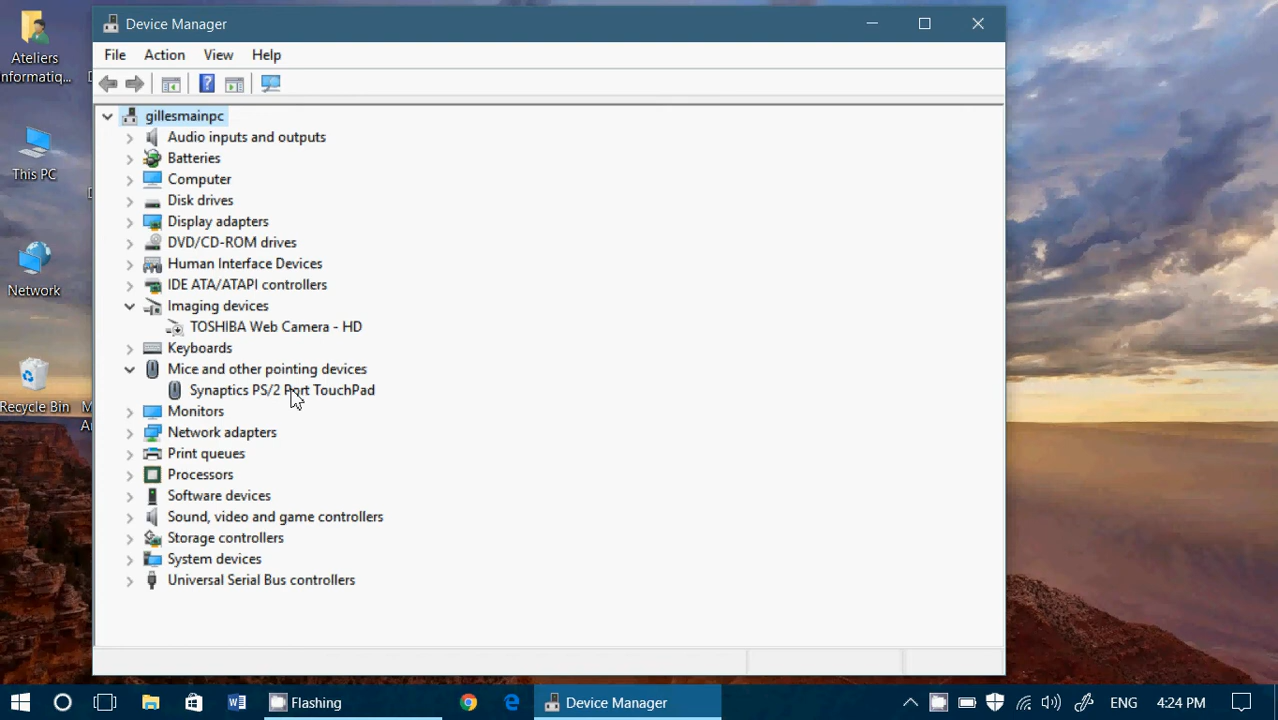 Device Manager
File Action View Help
gillesmainpc
Audio inputs and outputs
Batteries
Computer
Disk drives
Display adapters
DVD/CD-ROM drives
Human Interface Devices
IDE ATA/ATAPI controllers
Imaging devices
TOSHIBA Web Camera - HD
Keyboards
Mice and other pointing devices
Synaptics PS/2 Port TouchPad
Monitors
Network adapters
Print queues
Processors
Software devices
Sound, video and game controllers
Storage controllers
System devices
Universal Serial Bus controllers
Ateliers
nformatiq...
This PC
Network
Recycle Bin
Flashing
Device Manager
ENG
4:24 PM